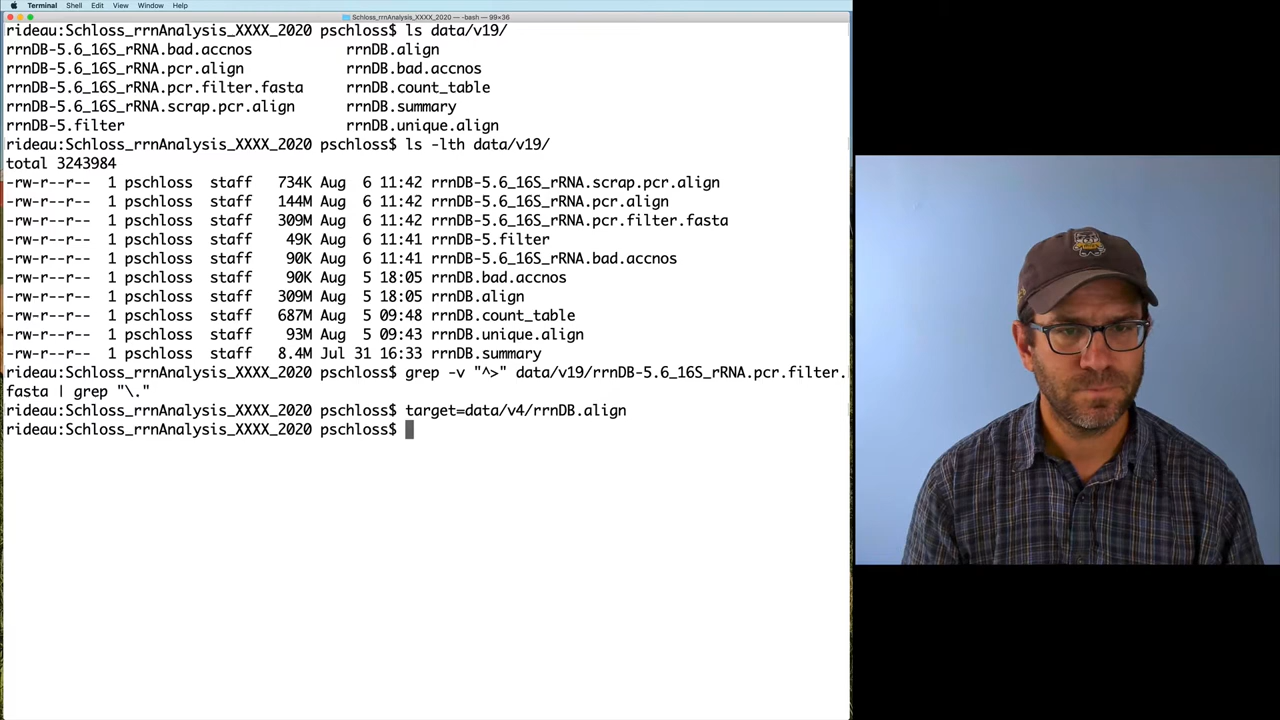 Terminal Shell Edit View Window Help
Schloss_rrnAnalysis_XXXX_2020 — -bash — 99×36
rideau:Schloss_rrnAnalysis_XXXX_2020 pschloss$ ls data/v19/
rrnDB-5.6_16S_rRNA.bad.accnos rrnDB.align
rrnDB-5.6_16S_rRNA.pcr.align rrnDB.bad.accnos
rrnDB-5.6_16S_rRNA.pcr.filter.fasta rrnDB.count_table
rrnDB-5.6_16S_rRNA.scrap.pcr.align rrnDB.summary
rrnDB-5.filter rrnDB.unique.align
rideau:Schloss_rrnAnalysis_XXXX_2020 pschloss$ ls -lth data/v19/
total 3243984
-rw-r--r-- 1 pschloss staff 734K Aug 6 11:42 rrnDB-5.6_16S_rRNA.scrap.pcr.align
-rw-r--r-- 1 pschloss staff 144M Aug 6 11:42 rrnDB-5.6_16S_rRNA.pcr.align
-rw-r--r-- 1 pschloss staff 309M Aug 6 11:42 rrnDB-5.6_16S_rRNA.pcr.filter.fasta
-rw-r--r-- 1 pschloss staff 49K Aug 6 11:41 rrnDB-5.filter
-rw-r--r-- 1 pschloss staff 90K Aug 6 11:41 rrnDB-5.6_16S_rRNA.bad.accnos
-rw-r--r-- 1 pschloss staff 90K Aug 5 18:05 rrnDB.bad.accnos
-rw-r--r-- 1 pschloss staff 309M Aug 5 18:05 rrnDB.align
-rw-r--r-- 1 pschloss staff 687M Aug 5 09:48 rrnDB.count_table
-rw-r--r-- 1 pschloss staff 93M Aug 5 09:43 rrnDB.unique.align
-rw-r--r-- 1 pschloss staff 8.4M Jul 31 16:33 rrnDB.summary
rideau:Schloss_rrnAnalysis_XXXX_2020 pschloss$ grep -v "^>" data/v19/rrnDB-5.6_16S_rRNA.pcr.filter.
fasta | grep "\."
rideau:Schloss_rrnAnalysis_XXXX_2020 pschloss$ target=data/v4/rrnDB.align
rideau:Schloss_rrnAnalysis_XXXX_2020 pschloss$